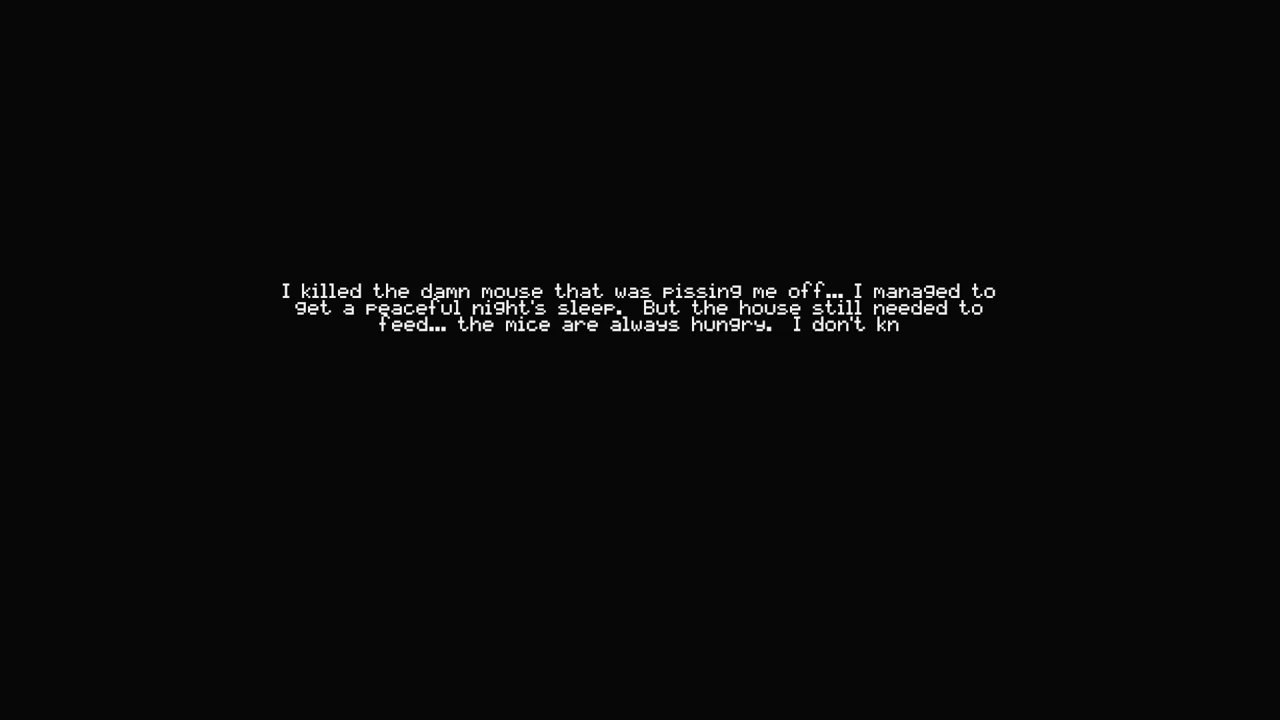 I killed the damn mouse that was pissing me off... I managed to
get a peaceful night's sleep.  But the house still needed to
feed... the mice are always hungry.  I don't kn